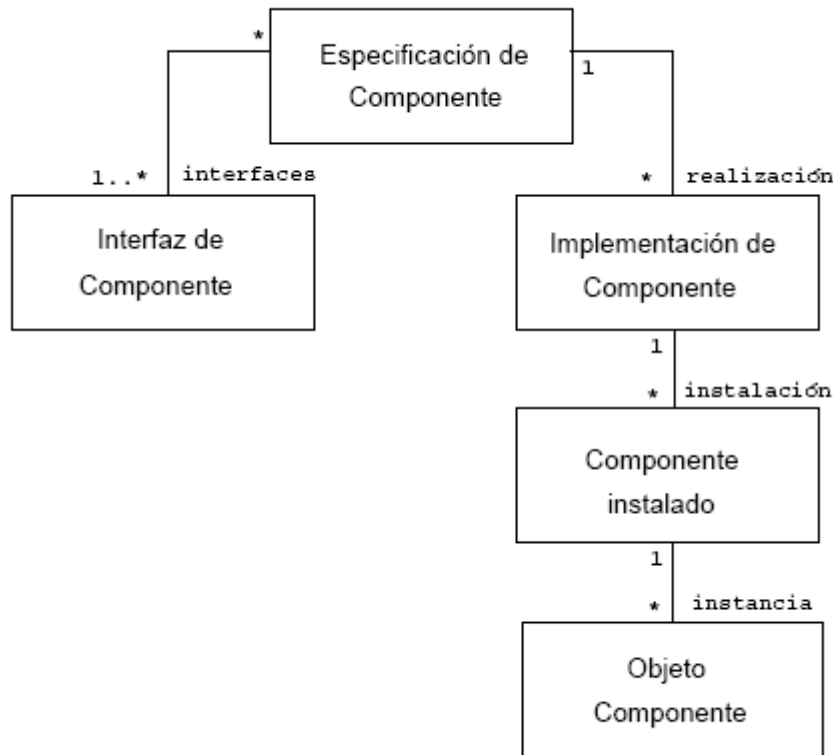 *
Especificación de
Componente
1
1..*
interfaces
*
realización
Interfaz de
Componente
Implementación de
Componente
1
*
instalación
Componente
instalado
1
*
instancia
Objeto
Componente